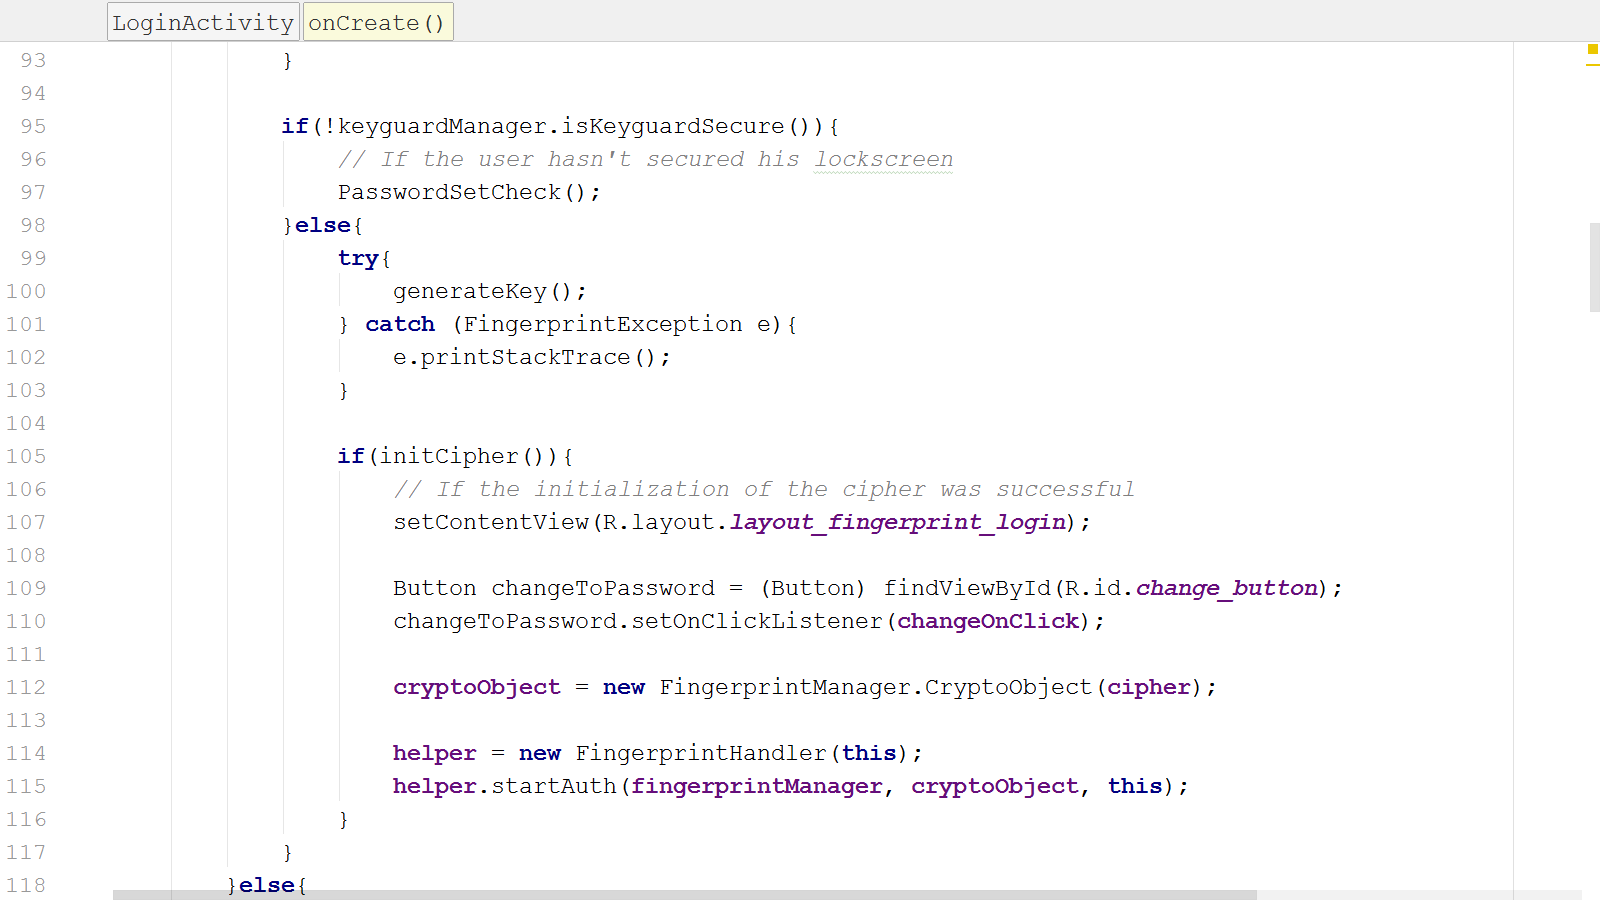 LoginActivity onCreate()
93 }
94
95 if(!keyguardManager.isKeyguardSecure()){
96 // If the user hasn't secured his lockscreen
97 PasswordSetCheck();
98 }else{
99 try{
100 generateKey();
101 } catch (FingerprintException e){
102 e.printStackTrace();
103 }
104
105 if(initCipher()){
106 // If the initialization of the cipher was successful
107 setContentView(R.layout.layout_fingerprint_login);
108
109 Button changeToPassword = (Button) findViewById(R.id.change_button);
110 changeToPassword.setOnClickListener(changeOnClick);
111
112 cryptoObject = new FingerprintManager.CryptoObject(cipher);
113
114 helper = new FingerprintHandler(this);
115 helper.startAuth(fingerprintManager, cryptoObject, this);
116 }
117 }
118 }else{